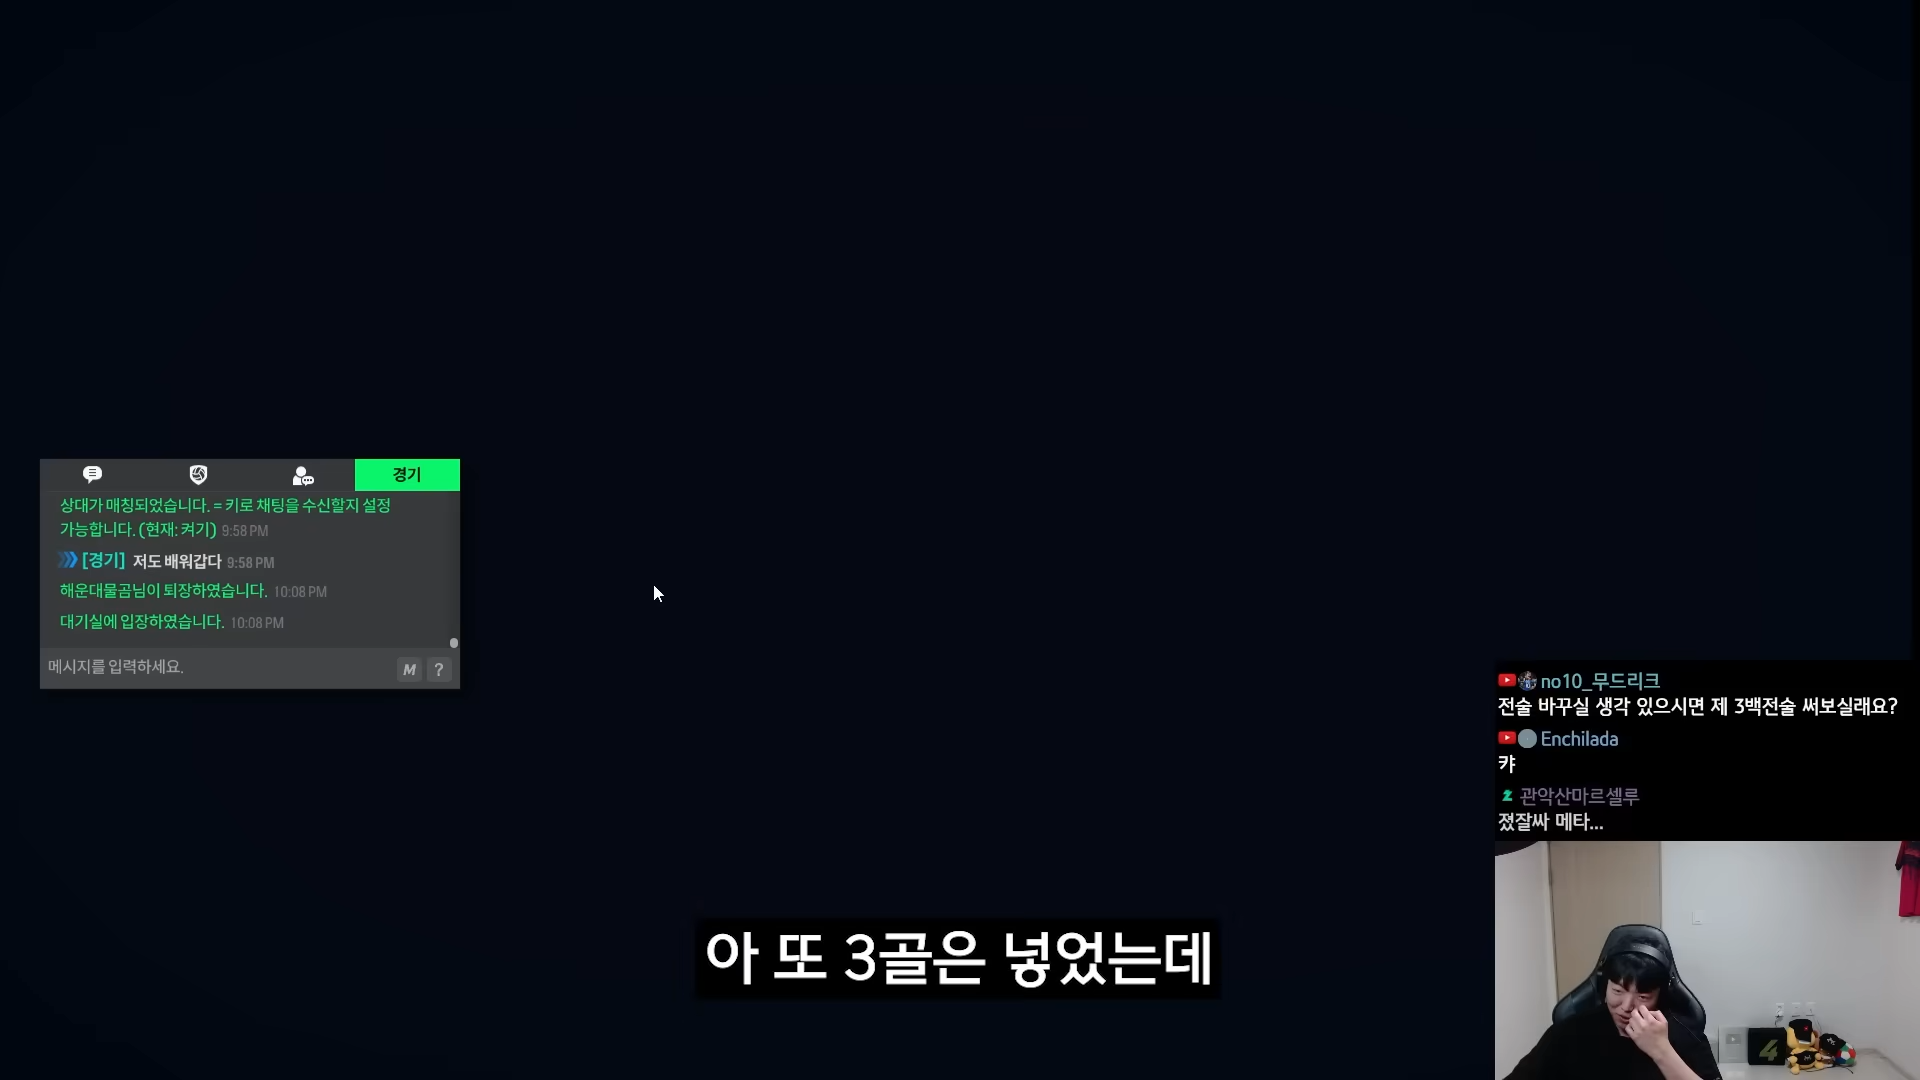 경기
상대가 매칭되었습니다. = 키로 채팅을 수신할지 설정
가능합니다. (현재: 켜기) 9:58 PM
[경기] 저도 배워갑다 9:58 PM
해운대물곰님이 퇴장하였습니다. 10:08 PM
대기실에 입장하였습니다. 10:08 PM
메시지를 입력하세요. M ?
no10_무드리크
전술 바꾸실 생각 있으시면 제 3백전술 써보실래요?
Enchilada
캬
관악산마르셀루
졌잘싸 메타...
아 또 3골은 넣었는데
4